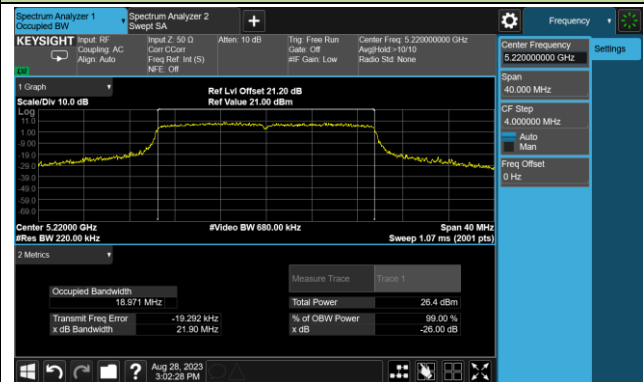 Spectrum Analyzer 1
Occupied BW
Spectrum Analyzer 2
Swept SA
Frequency
KEYSIGHT
Input: RF
Coupling: AC
Align: Auto
Input Z: 50 Ω
Corr CCorr
Freq Ref: Int (S)
NFE: Off
Atten: 10 dB
Trig: Free Run
Gate: Off
#IF Gain: Low
Center Freq: 5.220000000 GHz
Avg|Hold:>10/10
Radio Std: None
Center Frequency
5.220000000 GHz
Settings
Span
40.000 MHz
CF Step
4.000000 MHz
Auto
Man
Freq Offset
0 Hz
1 Graph
Scale/Div 10.0 dB
Ref Lvl Offset 21.20 dB
Ref Value 21.00 dBm
Log
11.0
1.00
-9.00
-19.0
-29.0
-39.0
-49.0
-59.0
-69.0
Center 5.22000 GHz
#Res BW 220.00 kHz
#Video BW 680.00 kHz
Span 40 MHz
Sweep 1.07 ms (2001 pts)
2 Metrics
Measure Trace
Trace 1
Occupied Bandwidth
18.971 MHz
Total Power
26.4 dBm
Transmit Freq Error
-19.292 kHz
% of OBW Power
99.00 %
x dB Bandwidth
21.90 MHz
x dB
-26.00 dB
Aug 28, 2023
3:02:28 PM